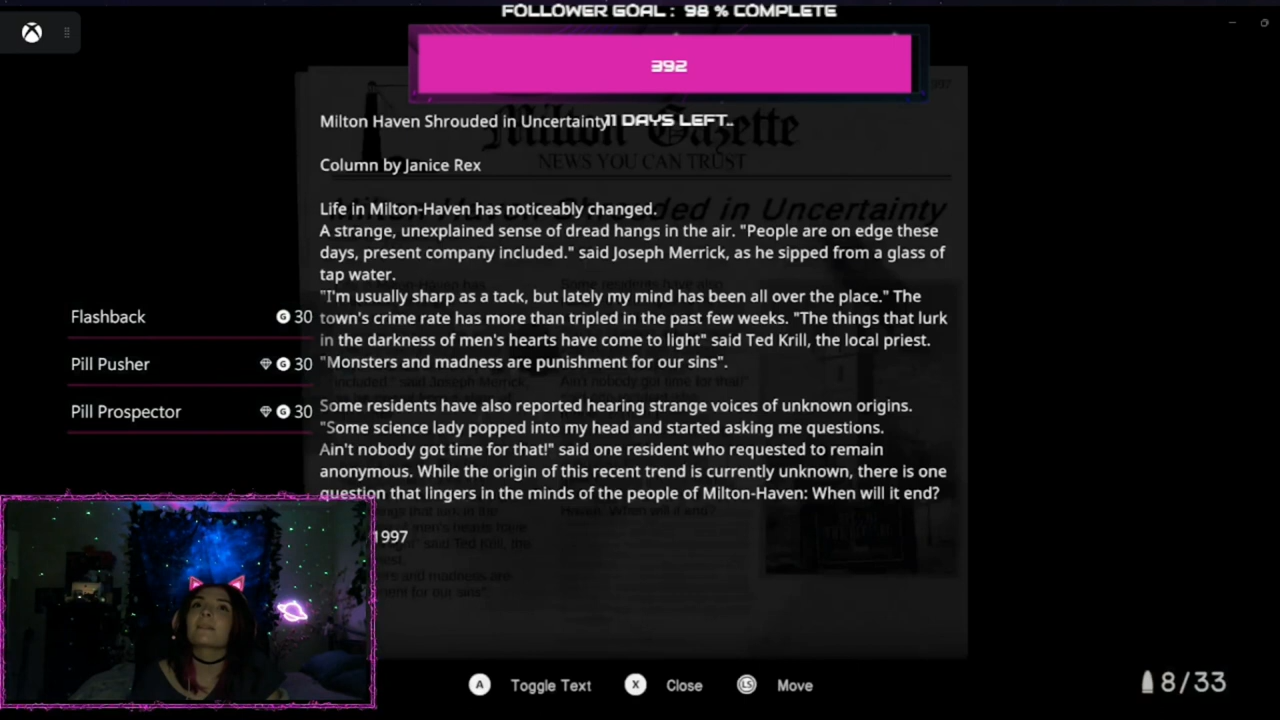 FOLLOWER GOAL : 98 % COMPLETE
392
11 DAYS LEFT..
Milton Gazette
NEWS YOU CAN TRUST
Milton Haven Shrouded in Uncertainty
Column by Janice Rex
Life in Milton-Haven has noticeably changed.
A strange, unexplained sense of dread hangs in the air. "People are on edge these
days, present company included." said Joseph Merrick, as he sipped from a glass of
tap water.
"I'm usually sharp as a tack, but lately my mind has been all over the place." The
town's crime rate has more than tripled in the past few weeks. "The things that lurk
in the darkness of men's hearts have come to light" said Ted Krill, the local priest.
"Monsters and madness are punishment for our sins".
Some residents have also reported hearing strange voices of unknown origins.
"Some science lady popped into my head and started asking me questions.
Ain't nobody got time for that!" said one resident who requested to remain
anonymous. While the origin of this recent trend is currently unknown, there is one
question that lingers in the minds of the people of Milton-Haven: When will it end?
1997
Flashback G 30
Pill Pusher G 30
Pill Prospector G 30
A Toggle Text X Close LS Move
8/33